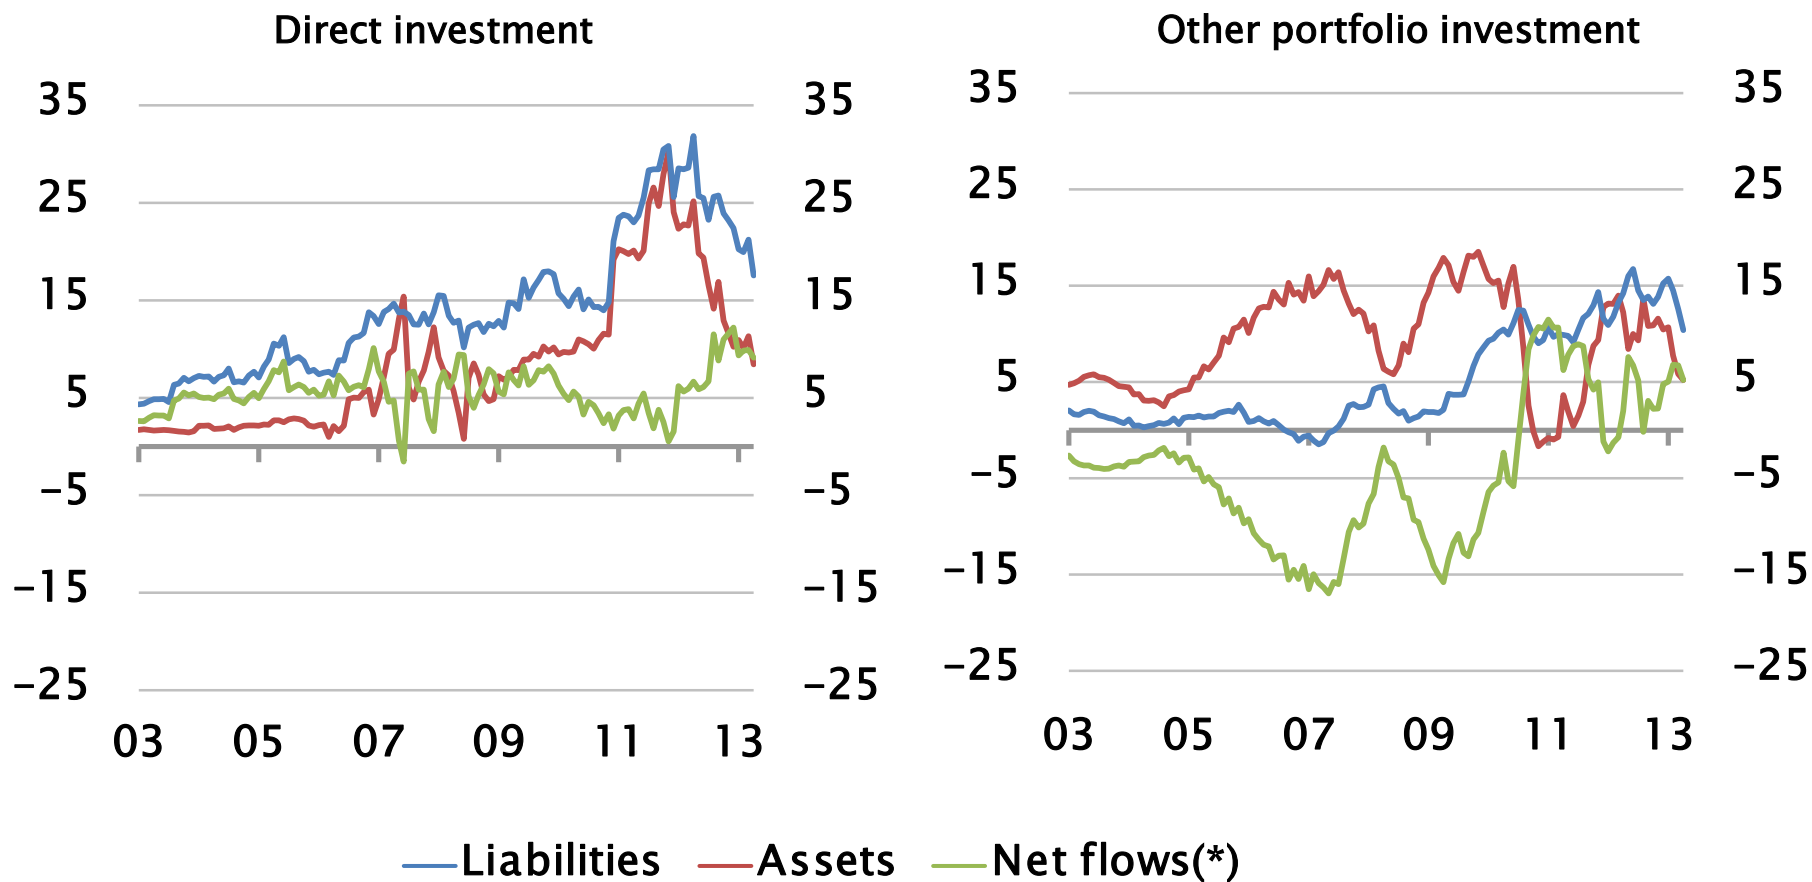 Direct investment
Other portfolio investment
35 35 35 35
25 25 25 25
15 15 15 15
5 5 5 5
−5 −5 −5 −5
−15 −15 −15 −15
−25 −25 −25 −25
03 05 07 09 11 13 03 05 07 09 11 13
Liabilities Assets Net flows(*)